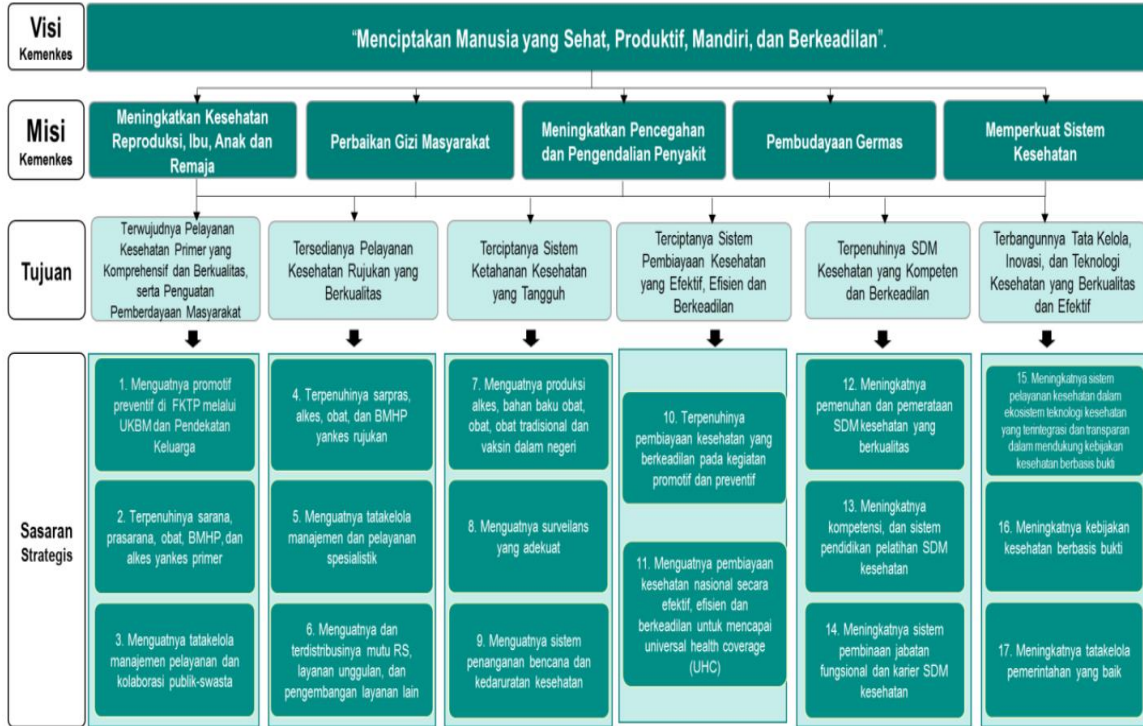 Visi
Kemenkes
“Menciptakan Manusia yang Sehat, Produktif, Mandiri, dan Berkeadilan”.
Misi
Kemenkes
Meningkatkan Kesehatan
Reproduksi, Ibu, Anak dan
Remaja
Perbaikan Gizi Masyarakat
Meningkatkan Pencegahan
dan Pengendalian Penyakit
Pembudayaan Germas
Memperkuat Sistem
Kesehatan
Tujuan
Terwujudnya Pelayanan
Kesehatan Primer yang
Komprehensif dan Berkualitas,
serta Penguatan
Pemberdayaan Masyarakat
Tersedianya Pelayanan
Kesehatan Rujukan yang
Berkualitas
Terciptanya Sistem
Ketahanan Kesehatan
yang Tangguh
Terciptanya Sistem
Pembiayaan Kesehatan
yang Efektif, Efisien dan
Berkeadilan
Terpenuhinya SDM
Kesehatan yang Kompeten
dan Berkeadilan
Terbangunnya Tata Kelola,
Inovasi, dan Teknologi
Kesehatan yang Berkualitas
dan Efektif
Sasaran
Strategis
1. Menguatnya promotif
preventif di FKTP melalui
UKBM dan Pendekatan
Keluarga
2. Terpenuhinya sarana,
prasarana, obat, BMHP, dan
alkes yankes primer
3. Menguatnya tatakelola
manajemen pelayanan dan
kolaborasi publik-swasta
4. Terpenuhinya sarpras,
alkes, obat, dan BMHP
yankes rujukan
5. Menguatnya tatakelola
manajemen dan pelayanan
spesialistik
6. Menguatnya dan
terdistribusinya mutu RS,
layanan unggulan, dan
pengembangan layanan lain
7. Menguatnya produksi
alkes, bahan baku obat,
obat, obat tradisional dan
vaksin dalam negeri
8. Menguatnya surveilans
yang adekuat
9. Menguatnya sistem
penanganan bencana dan
kedaruratan kesehatan
10. Terpenuhinya
pembiayaan kesehatan yang
berkeadilan pada kegiatan
promotif dan preventif
11. Menguatnya pembiayaan
kesehatan nasional secara
efektif, efisien dan
berkeadilan untuk mencapai
universal health coverage
(UHC)
12. Meningkatnya
pemenuhan dan pemerataan
SDM kesehatan yang
berkualitas
13. Meningkatnya
kompetensi, dan sistem
pendidikan pelatihan SDM
kesehatan
14. Meningkatnya sistem
pembinaan jabatan
fungsional dan karier SDM
kesehatan
15. Meningkatnya sistem
pelayanan kesehatan dalam
ekosistem teknologi kesehatan
yang terintegrasi dan transparan
dalam mendukung kebijakan
kesehatan berbasis bukti
16. Meningkatnya kebijakan
kesehatan berbasis bukti
17. Meningkatnya tatakelola
pemerintahan yang baik